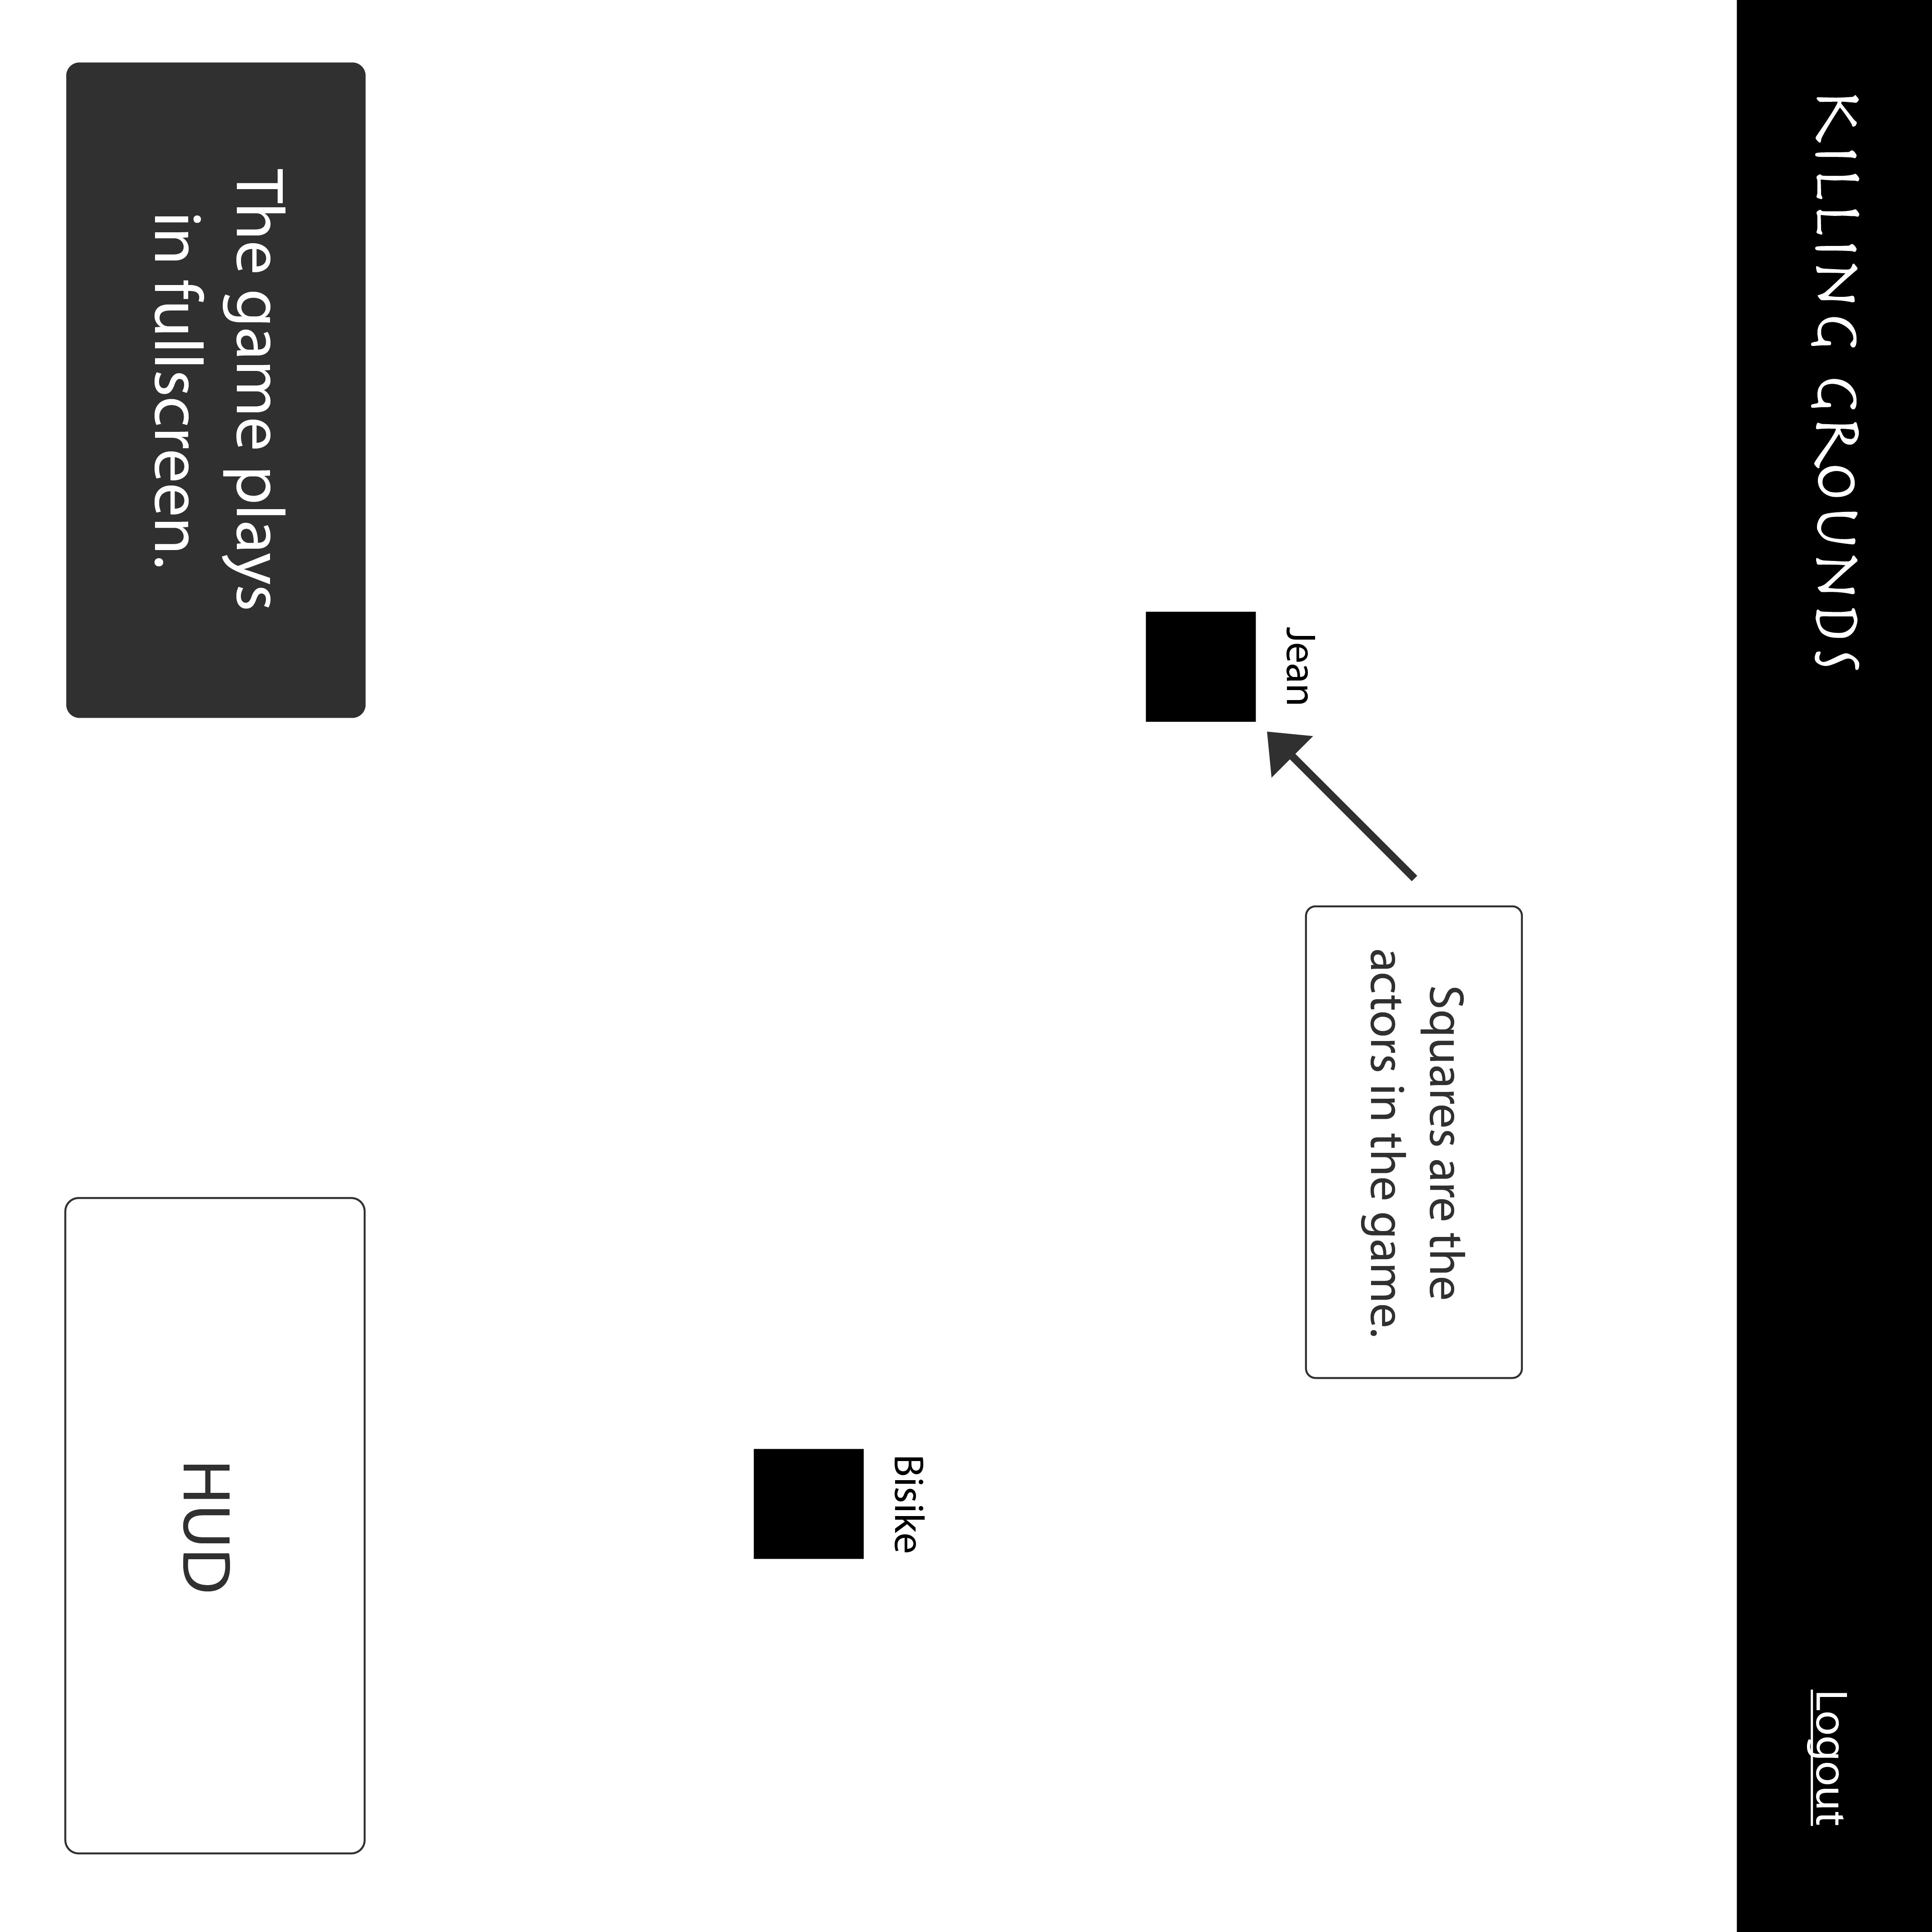 KILLING GROUNDS
Logout
Jean
Squares are the
actors in the game.
Bisike
The game plays
in fullscreen.
HUD